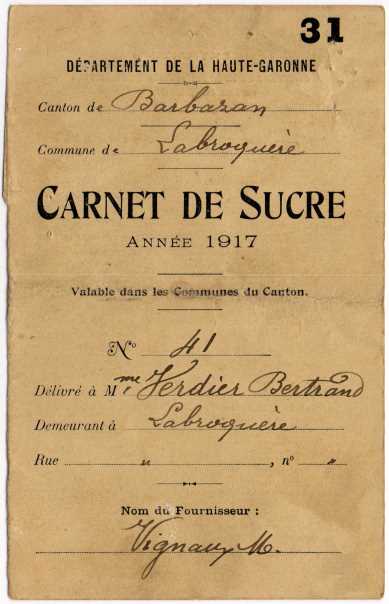 31
DÉPARTEMENT DE LA HAUTE-GARONNE
Canton de Barbazan
Commune de Labroquère
CARNET DE SUCRE
ANNÉE 1917
Valable dans les Communes du Canton.
N° 41
Délivré à Mme Verdier Bertrand
Demeurant à Labroquère
Rue „ , n° „
Nom du Fournisseur :
Vignaux M.